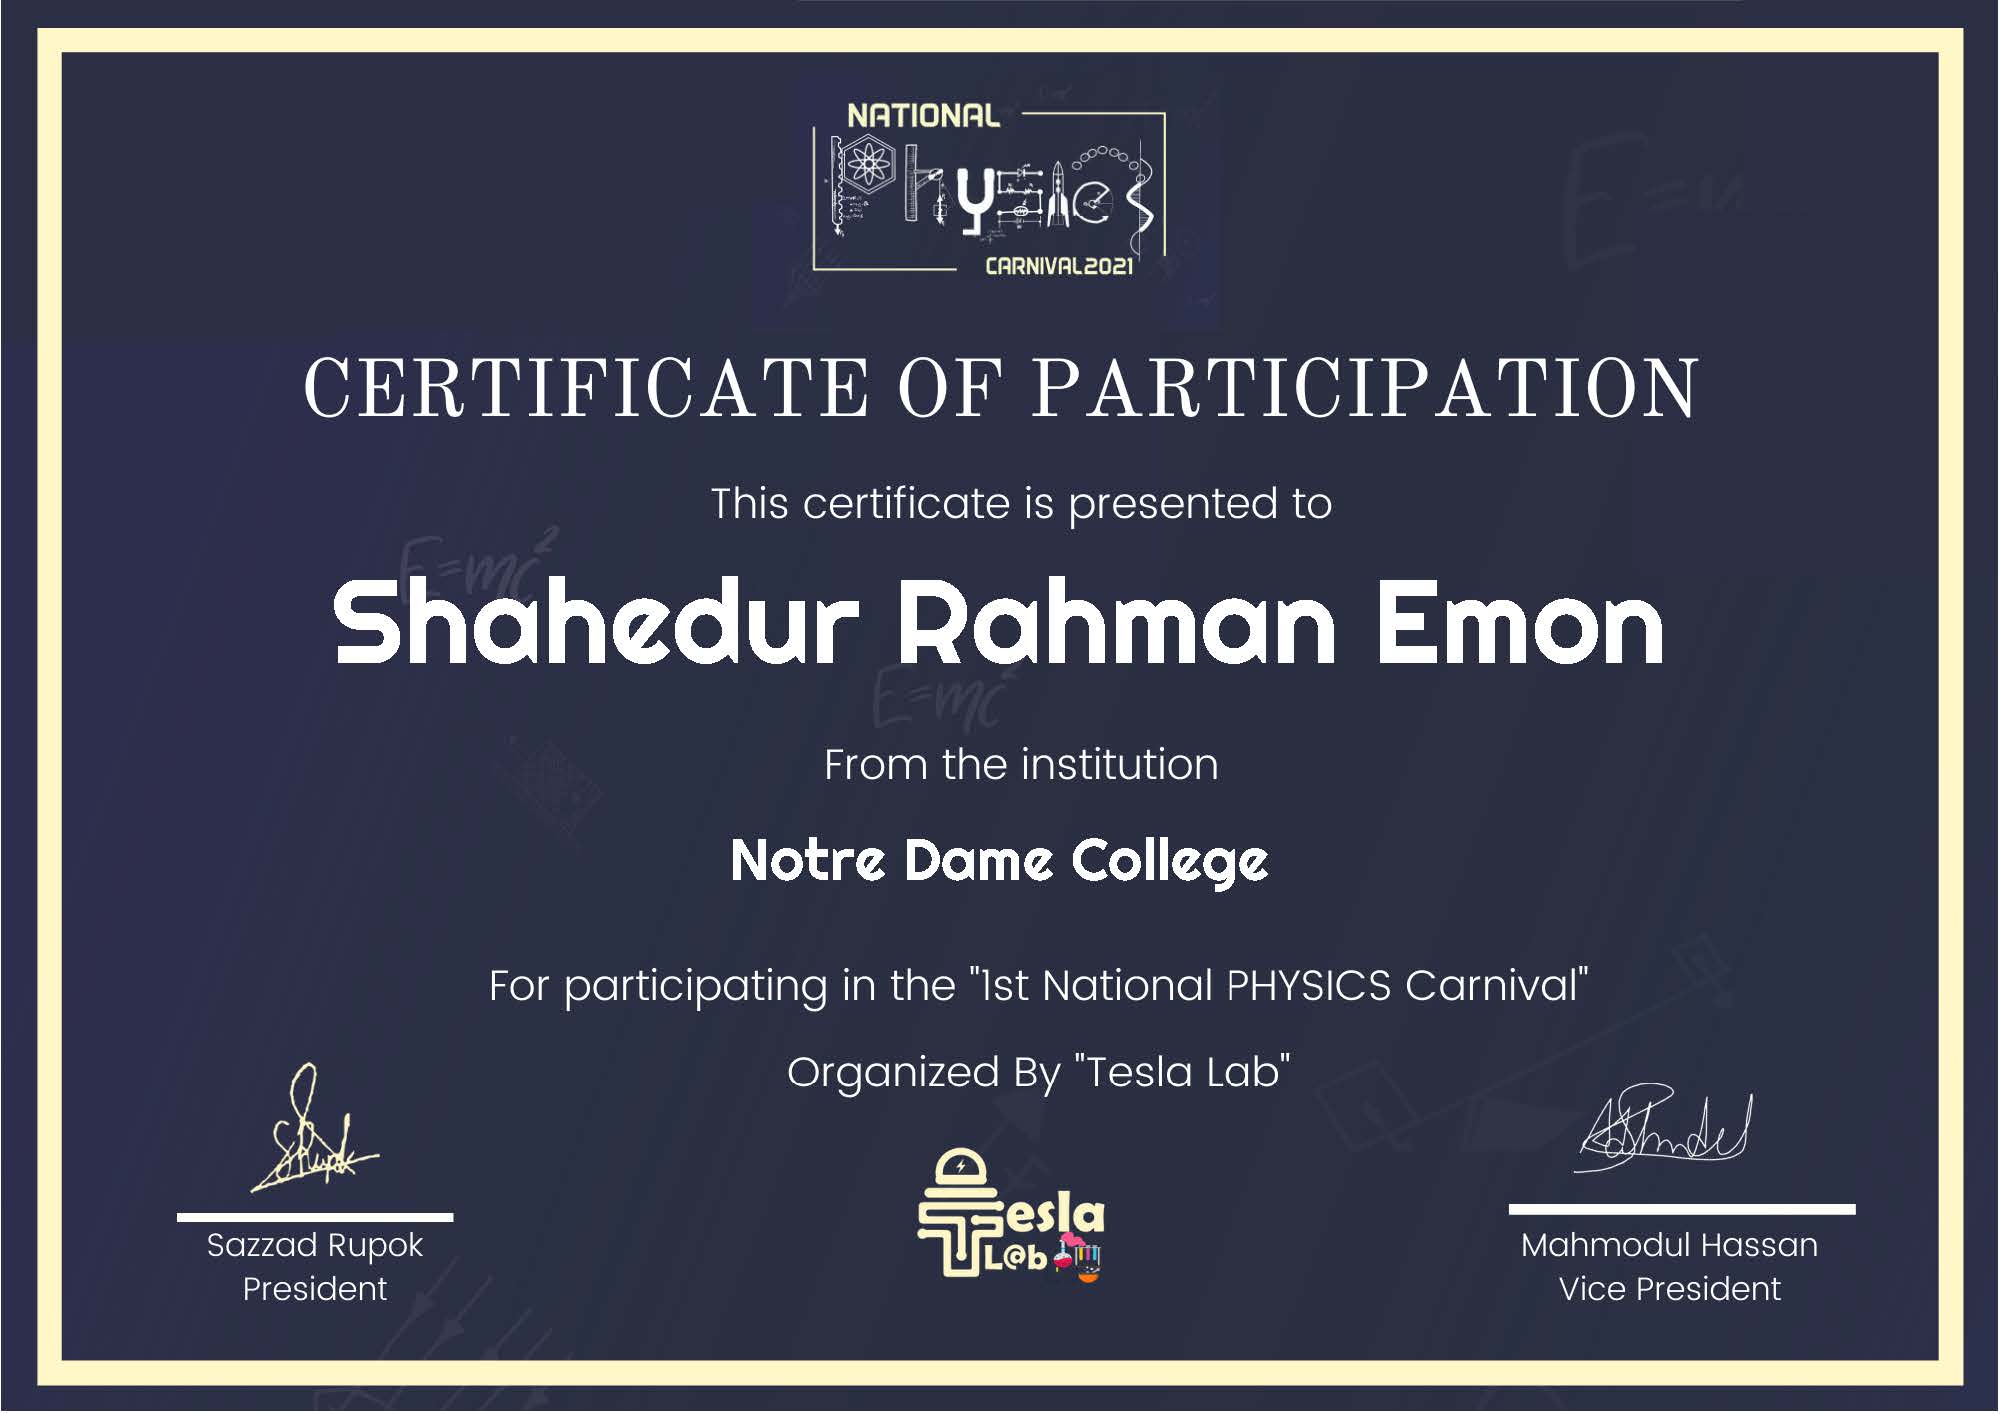 NATIONAL
Physics
CARNIVAL2021
CERTIFICATE OF PARTICIPATION
This certificate is presented to
E=mc²
Shahedur Rahman Emon
E=mc²
From the institution
Notre Dame College
For participating in the "1st National PHYSICS Carnival"
Organized By "Tesla Lab"
Tesla
L@b
Sazzad Rupok
President
Mahmodul Hassan
Vice President